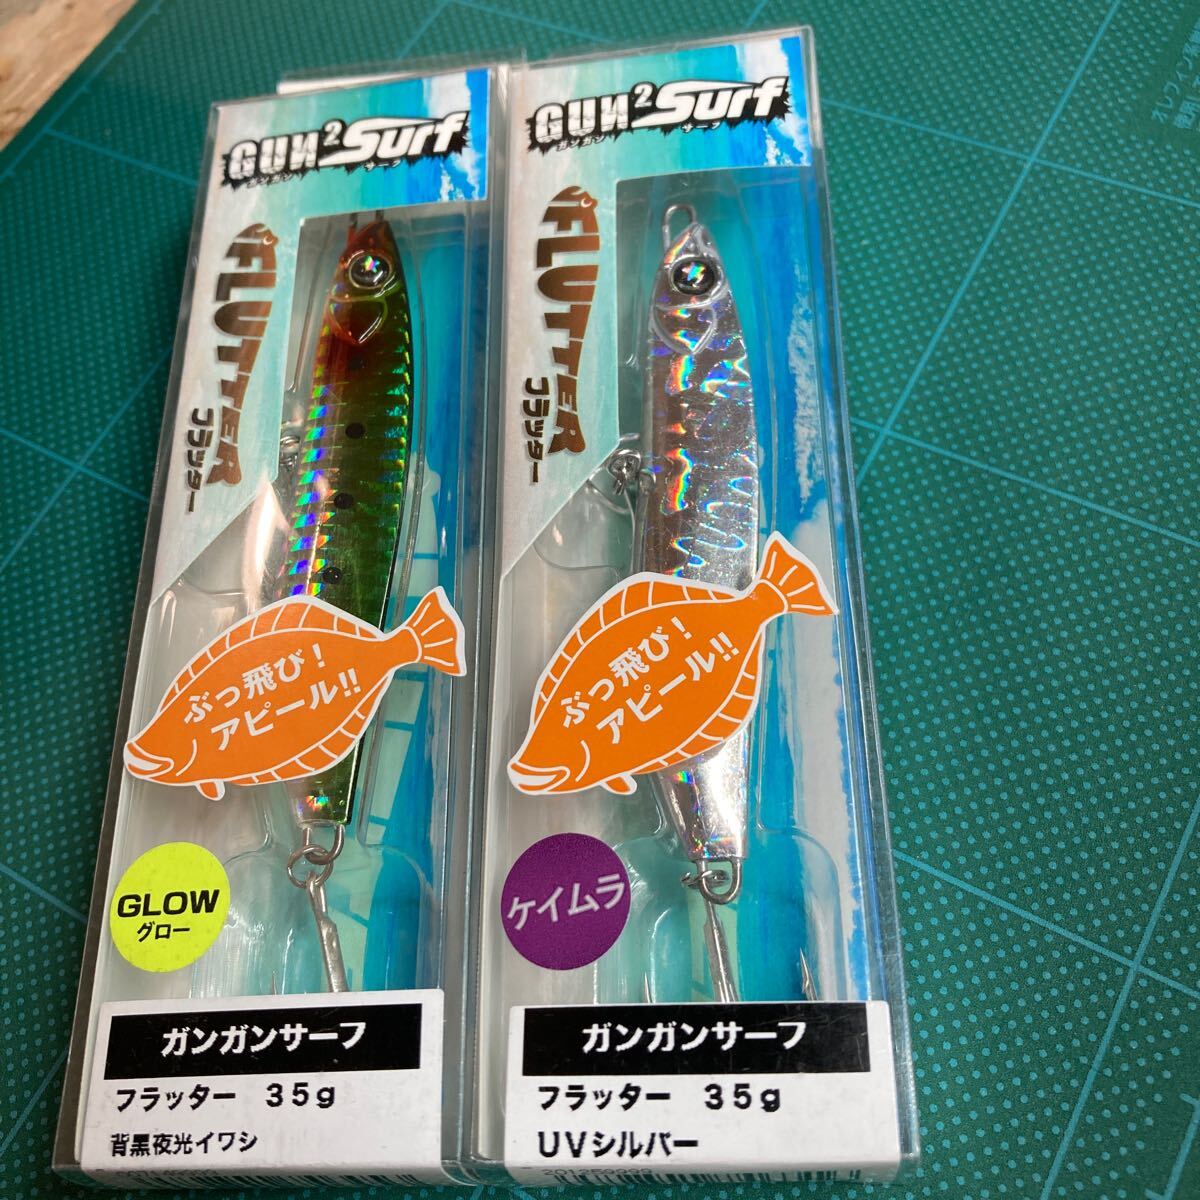 GUN²Surf
ガンガン サーフ
FLUTTER
フラッター
ぶっ飛び!
アピール!!
GLOW
グロー
ガンガンサーフ
フラッター 35g
背黒夜光イワシ
GUN²Surf
ガンガン サーフ
FLUTTER
フラッター
ぶっ飛び!
アピール!!
ケイムラ
ガンガンサーフ
フラッター 35g
UVシルバー